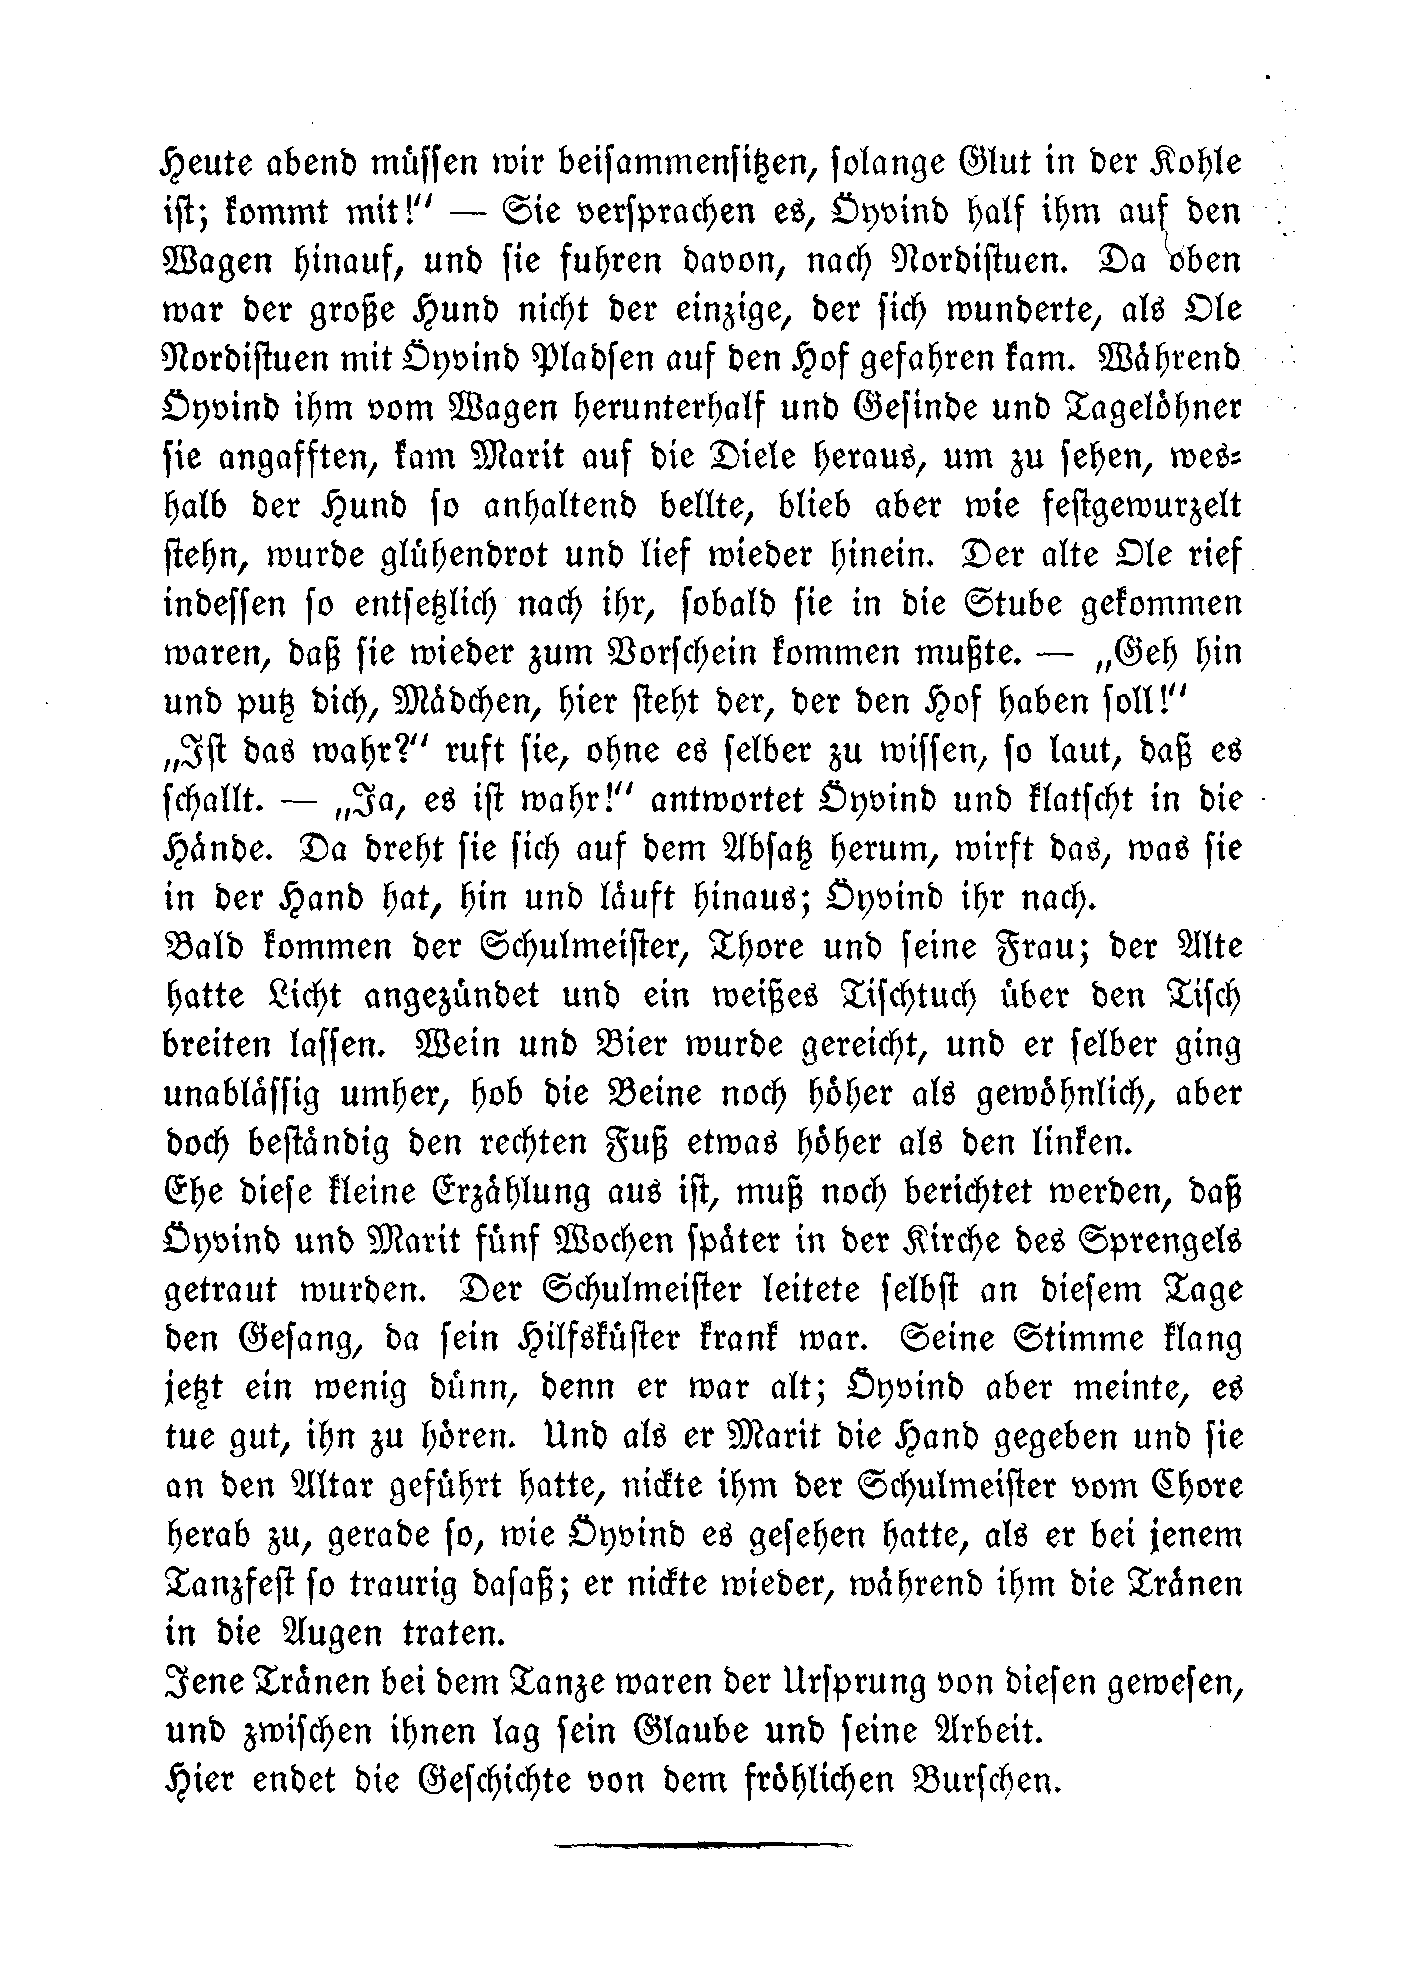 Heute abend müssen wir beisammensitzen, solange Glut in der Kohle
ist; kommt mit!“ — Sie versprachen es, Öyvind half ihm auf den
Wagen hinauf, und sie fuhren davon, nach Nordistuen. Da oben
war der große Hund nicht der einzige, der sich wunderte, als Ole
Nordistuen mit Öyvind Pladsen auf den Hof gefahren kam. Während
Öyvind ihm vom Wagen herunterhalf und Gesinde und Tagelöhner
sie angafften, kam Marit auf die Diele heraus, um zu sehen, wes-
halb der Hund so anhaltend bellte, blieb aber wie festgewurzelt
stehn, wurde glühendrot und lief wieder hinein. Der alte Ole rief
indessen so entsetzlich nach ihr, sobald sie in die Stube gekommen
waren, daß sie wieder zum Vorschein kommen mußte. — „Geh hin
und putz dich, Mädchen, hier steht der, der den Hof haben soll!“
„Ist das wahr?“ ruft sie, ohne es selber zu wissen, so laut, daß es
schallt. — „Ja, es ist wahr!“ antwortet Öyvind und klatscht in die
Hände. Da dreht sie sich auf dem Absatz herum, wirft das, was sie
in der Hand hat, hin und läuft hinaus; Öyvind ihr nach.
Bald kommen der Schulmeister, Thore und seine Frau; der Alte
hatte Licht angezündet und ein weißes Tischtuch über den Tisch
breiten lassen. Wein und Bier wurde gereicht, und er selber ging
unablässig umher, hob die Beine noch höher als gewöhnlich, aber
doch beständig den rechten Fuß etwas höher als den linken.
Ehe diese kleine Erzählung aus ist, muß noch berichtet werden, daß
Öyvind und Marit fünf Wochen später in der Kirche des Sprengels
getraut wurden. Der Schulmeister leitete selbst an diesem Tage
den Gesang, da sein Hilfsküster krank war. Seine Stimme klang
jetzt ein wenig dünn, denn er war alt; Öyvind aber meinte, es
tue gut, ihn zu hören. Und als er Marit die Hand gegeben und sie
an den Altar geführt hatte, nickte ihm der Schulmeister vom Chore
herab zu, gerade so, wie Öyvind es gesehen hatte, als er bei jenem
Tanzfest so traurig dasaß; er nickte wieder, während ihm die Tränen
in die Augen traten.
Jene Tränen bei dem Tanze waren der Ursprung von diesen gewesen,
und zwischen ihnen lag sein Glaube und seine Arbeit.
Hier endet die Geschichte von dem fröhlichen Burschen.